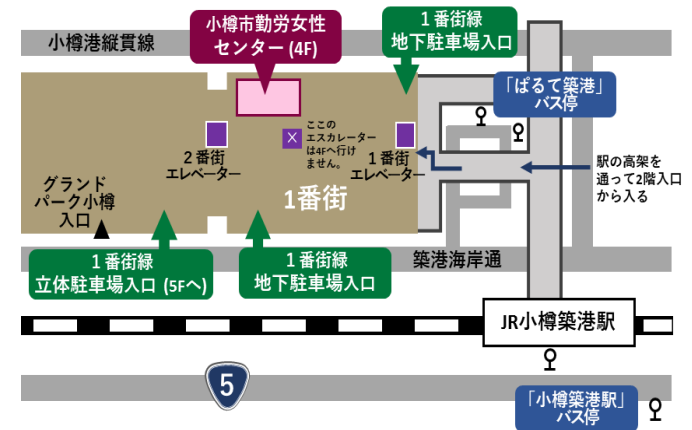 小樽港縦貫線
小樽市勤労女性
センター (4F)
1番街緑
地下駐車場入口
「ぱるて築港」
バス停
ここの
エスカレーター
は4Fへ行け
ません。
2番街
エレベーター
1番街
エレベーター
駅の高架を
通って2階入口
から入る
グランド
パーク小樽
入口
1番街
1番街緑
立体駐車場入口 (5Fへ)
1番街緑
地下駐車場入口
築港海岸通
JR小樽築港駅
5
「小樽築港駅」
バス停